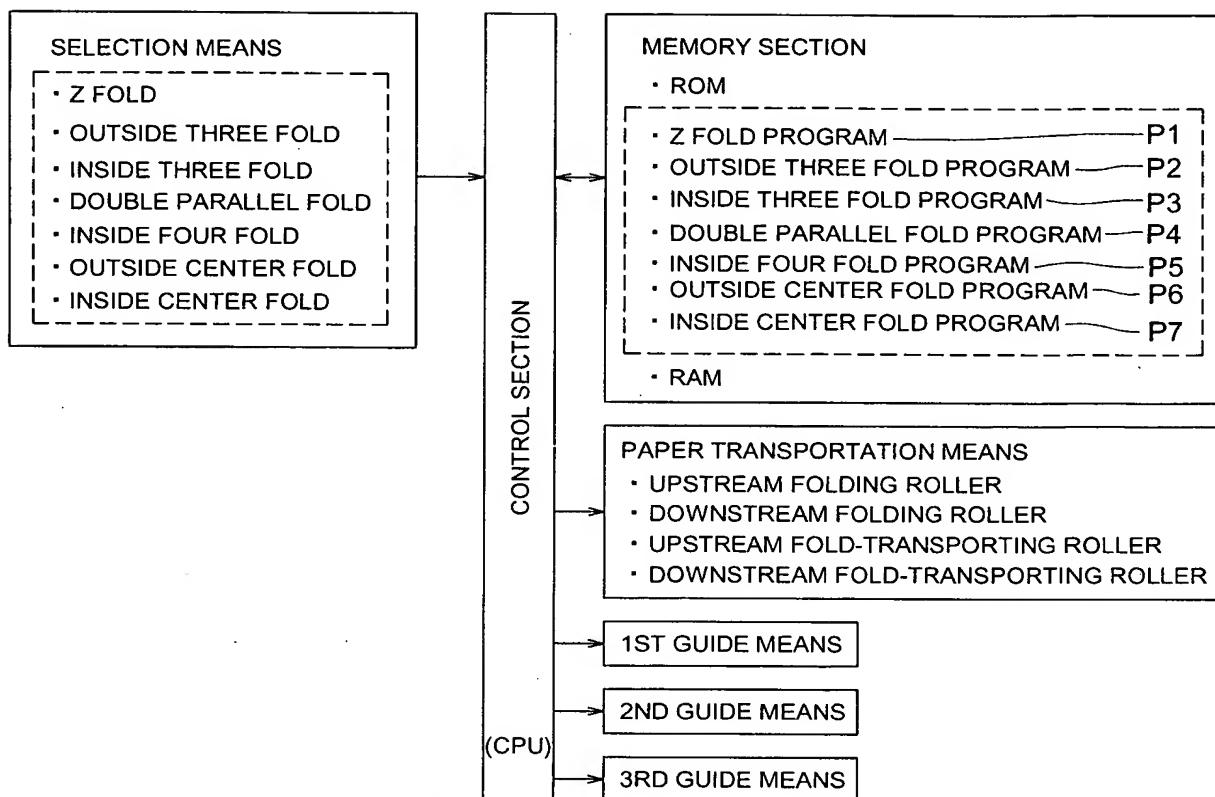 SELECTION MEANS
・Z FOLD
・OUTSIDE THREE FOLD
・INSIDE THREE FOLD
・DOUBLE PARALLEL FOLD
・INSIDE FOUR FOLD
・OUTSIDE CENTER FOLD
・INSIDE CENTER FOLD
CONTROL SECTION
(CPU)
MEMORY SECTION
・ROM
・Z FOLD PROGRAM P1
・OUTSIDE THREE FOLD PROGRAM P2
・INSIDE THREE FOLD PROGRAM P3
・DOUBLE PARALLEL FOLD PROGRAM P4
・INSIDE FOUR FOLD PROGRAM P5
・OUTSIDE CENTER FOLD PROGRAM P6
・INSIDE CENTER FOLD PROGRAM P7
・RAM
PAPER TRANSPORTATION MEANS
・UPSTREAM FOLDING ROLLER
・DOWNSTREAM FOLDING ROLLER
・UPSTREAM FOLD-TRANSPORTING ROLLER
・DOWNSTREAM FOLD-TRANSPORTING ROLLER
1ST GUIDE MEANS
2ND GUIDE MEANS
3RD GUIDE MEANS